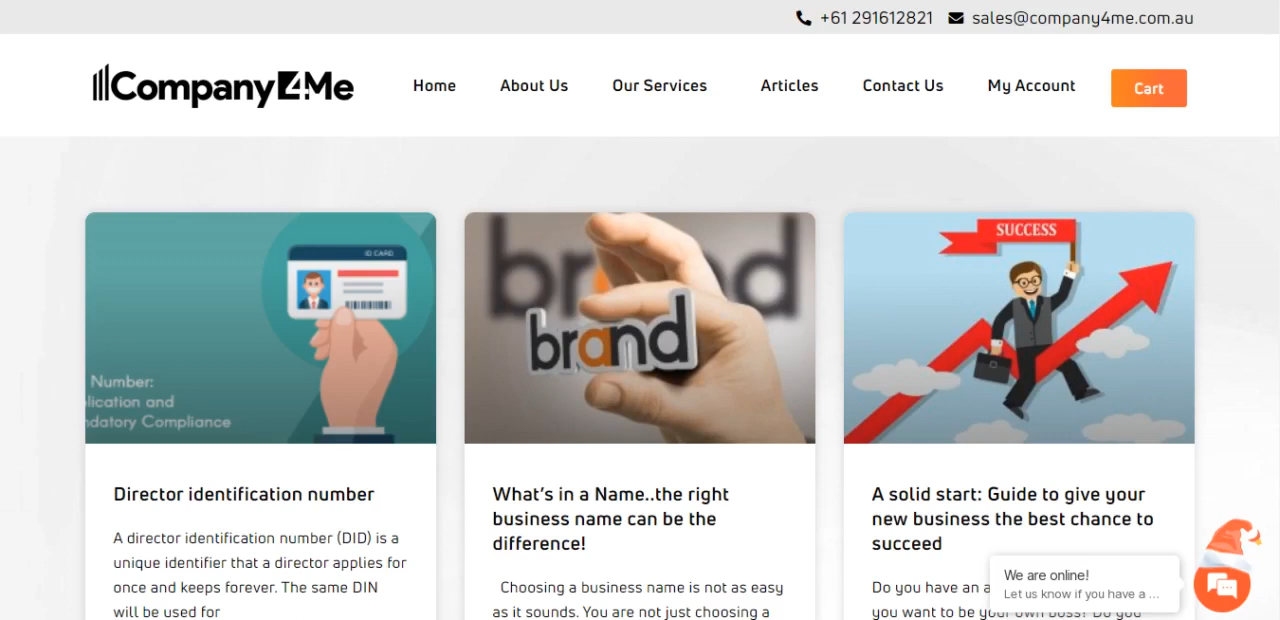 +61 291612821 sales@company4me.com.au
Company4Me Home About Us Our Services Articles Contact Us My Account Cart
ID CARD
Number:
lication and
ndatory Compliance
brand
brand
SUCCESS
Director identification number
A director identification number (DID) is a
unique identifier that a director applies for
once and keeps forever. The same DIN
will be used for
What's in a Name..the right
business name can be the
difference!
Choosing a business name is not as easy
as it sounds. You are not just choosing a
A solid start: Guide to give your
new business the best chance to
succeed
Do you have an a
you want to be your own boss? Do you
We are online!
Let us know if you have a ...